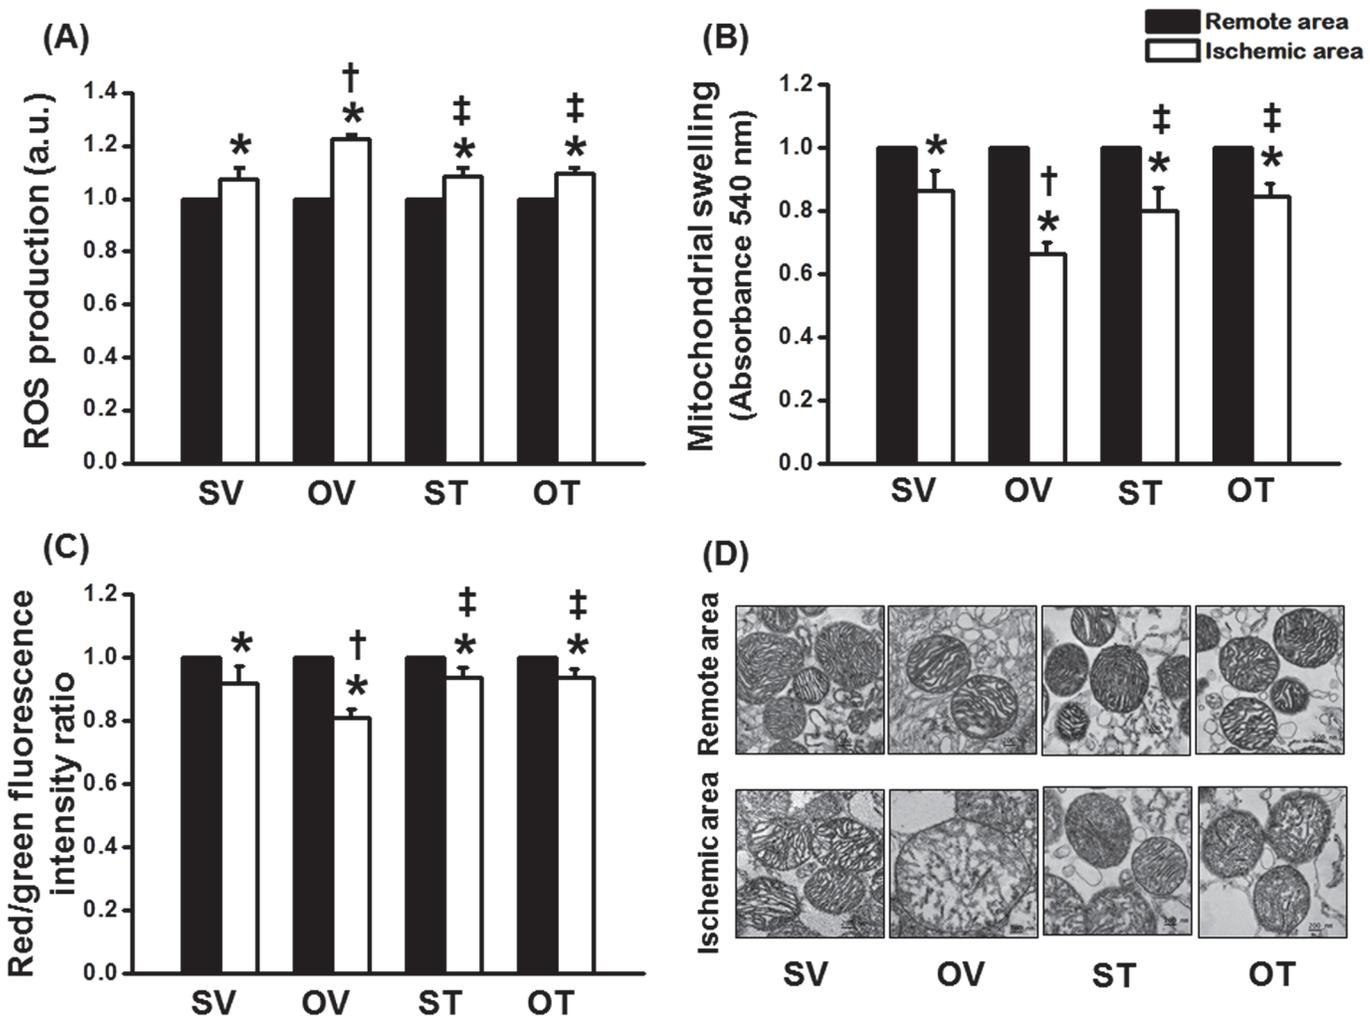 (A)
ROS production (a.u.)
1.4
1.2
1.0
0.8
0.6
0.4
0.2
0.0
*
†
*
‡
*
‡
*
SV OV ST OT
(B)
Remote area
Ischemic area
Mitochondrial swelling
(Absorbance 540 nm)
1.2
1.0
0.8
0.6
0.4
0.2
0.0
*
†
*
‡
*
‡
*
SV OV ST OT
(C)
Red/green fluorescence
intensity ratio
1.2
1.0
0.8
0.6
0.4
0.2
0.0
*
†
*
‡
*
‡
*
SV OV ST OT
(D)
Remote area
Ischemic area
200 nm
SV OV ST OT